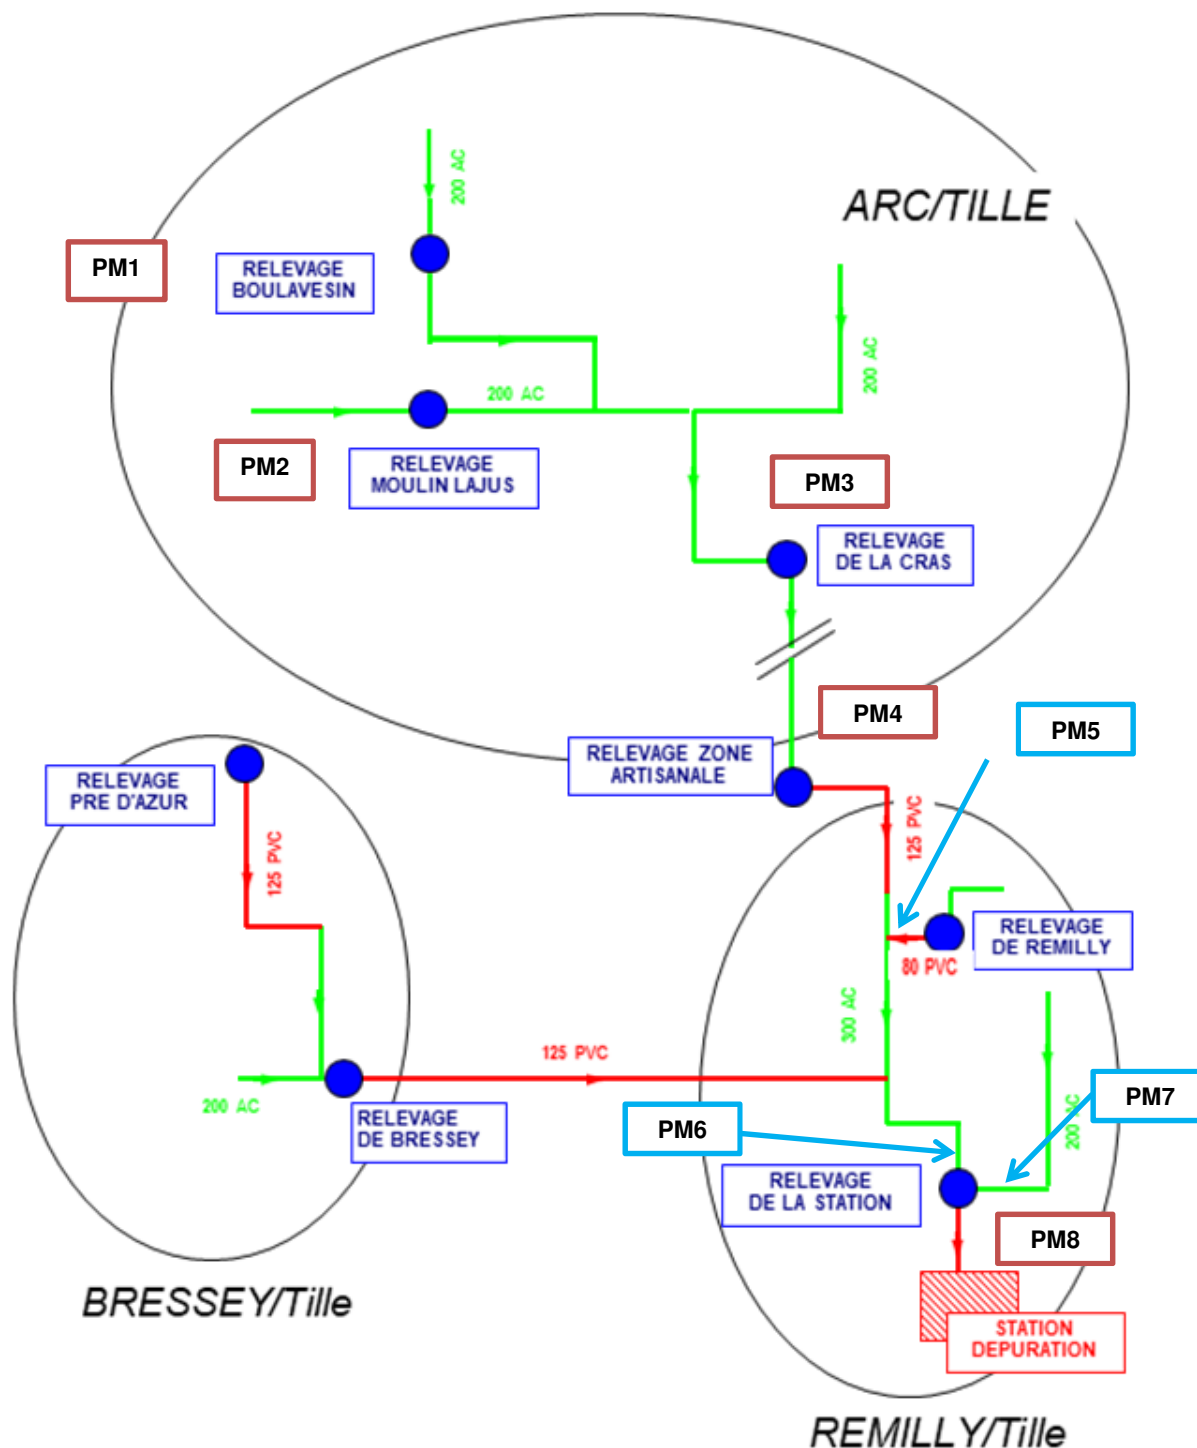 200 AC
ARC/TILLE
PM1
RELEVAGE
BOULAVESIN
200 AC
200 AC
PM2
RELEVAGE
MOULIN LAJUS
PM3
RELEVAGE
DE LA CRAS
PM4
PM5
RELEVAGE ZONE
ARTISANALE
RELEVAGE
PRE D'AZUR
125 PVC
125 PVC
RELEVAGE
DE REMILLY
80 PVC
300 AC
125 PVC
200 AC
RELEVAGE
DE BRESSEY
PM6
PM7
200 AC
RELEVAGE
DE LA STATION
PM8
STATION
DEPURATION
BRESSEY/Tille
REMILLY/Tille